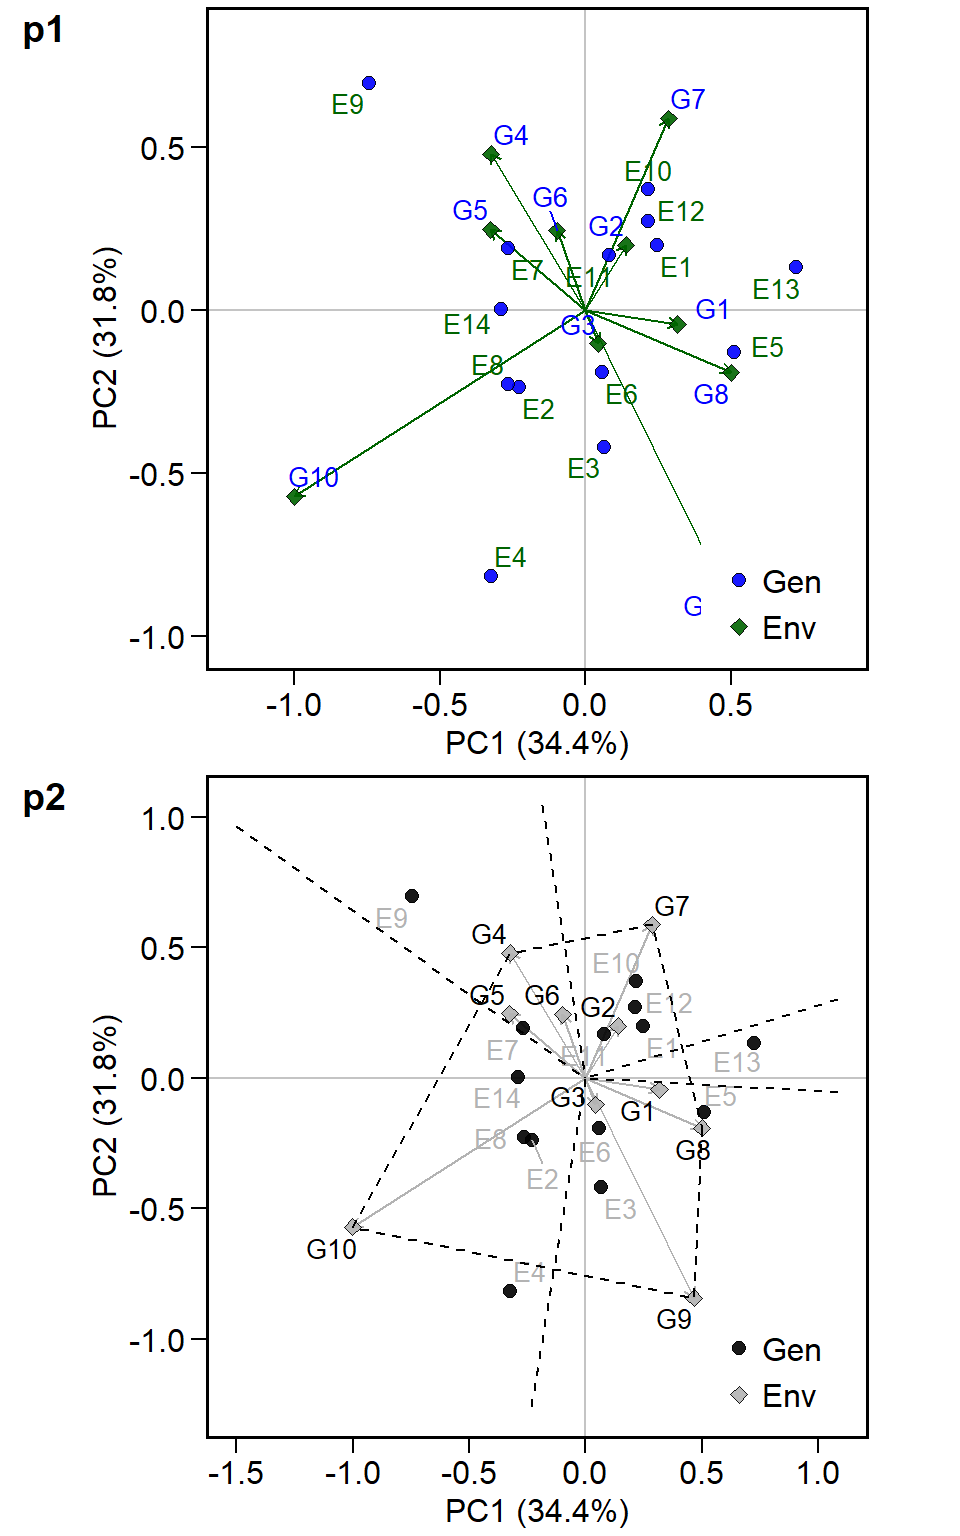 p1
E9
G7
G4
0.5
E10
G6
G5
E12
G2
E7
E11
E1
E13
0.0
G1
G3
E14
E5
E8
G8
E6
E2
E3
-0.5
G10
E4
Gen
G
Env
-1.0
-1.0
-0.5
0.0
0.5
PC1 (34.4%)
PC2 (31.8%)
p2
1.0
E9
G7
G4
0.5
E10
G5
G6
G2
E12
E7
E11
E1
E13
0.0
E14
G3
G1
E5
E8
E6
G8
E2
E3
-0.5
G10
E4
G9
-1.0
Gen
Env
-1.5
-1.0
-0.5
0.0
0.5
1.0
PC1 (34.4%)
PC2 (31.8%)